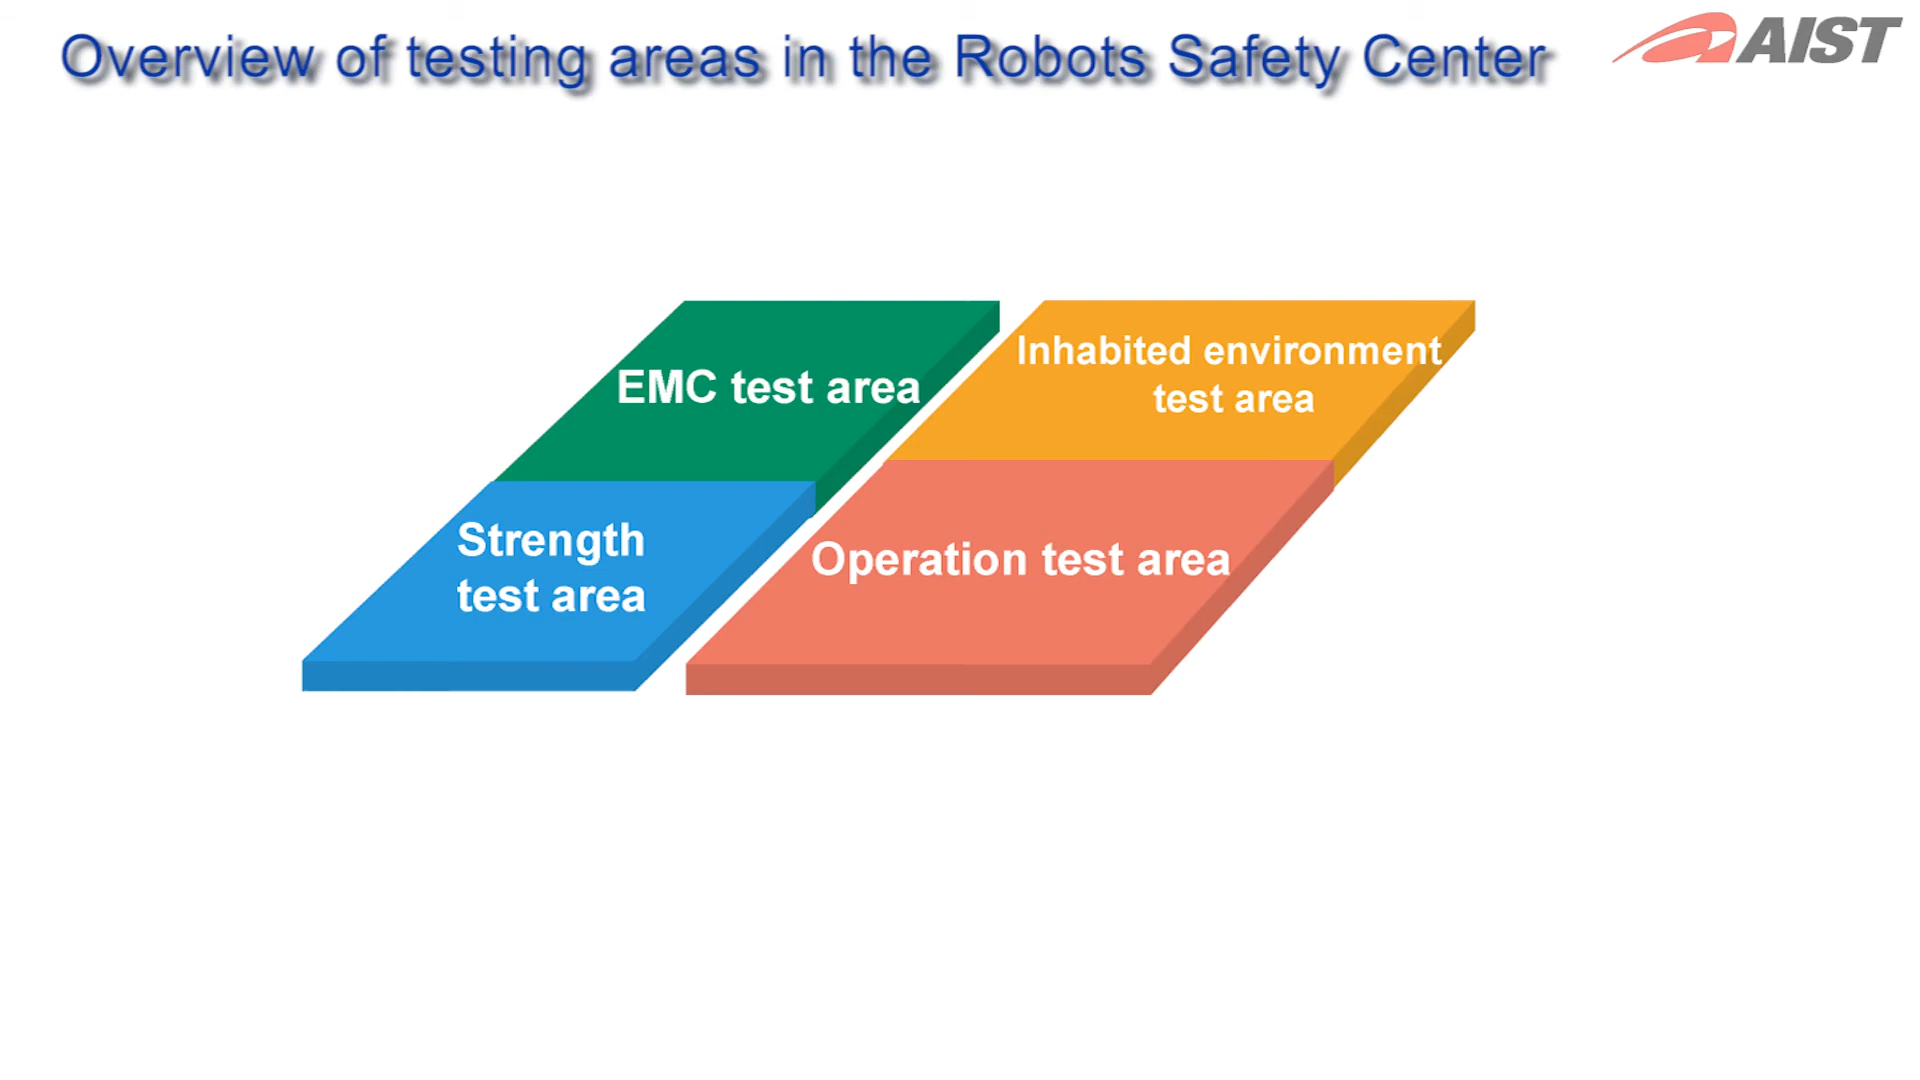 Overview of testing areas in the Robots Safety Center
AIST
EMC test area
Inhabited environment
test area
Strength
test area
Operation test area